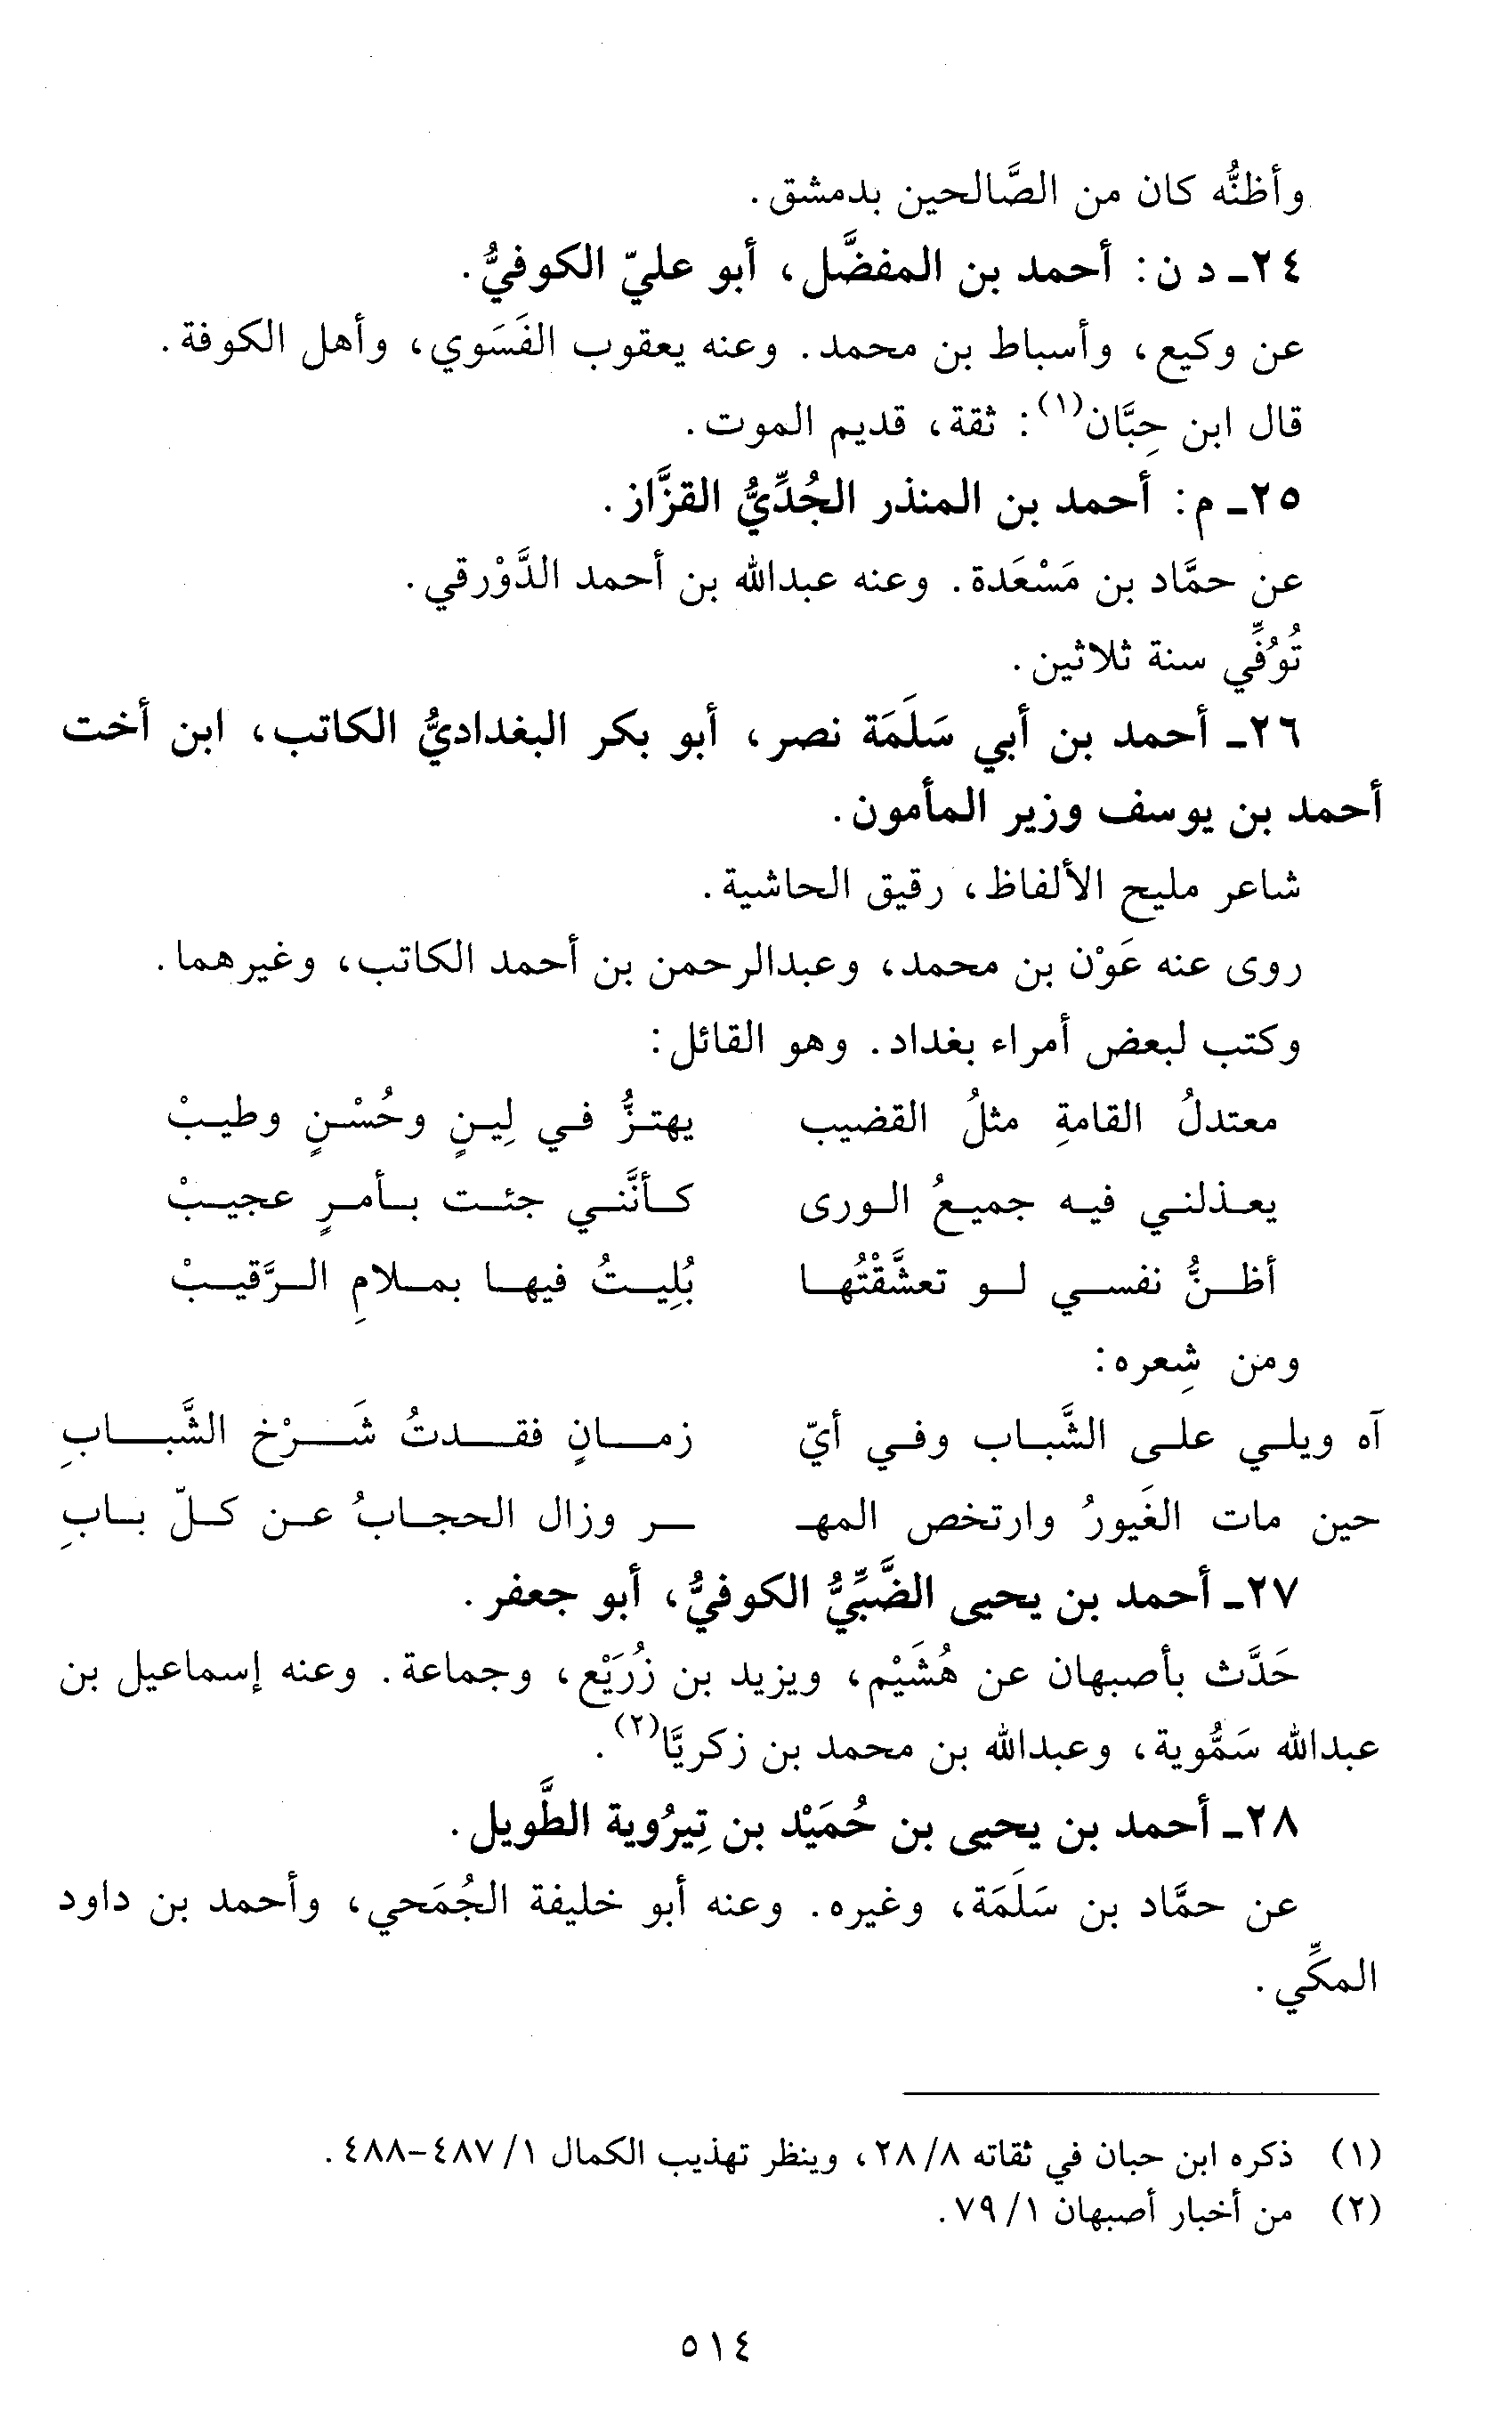 وأظنُّه كان من الصَّالحين بدمشق.
٢٤ـ د ن: أحمد بن المفضَّل، أبو عليّ الكوفيُّ.
عن وكيع، وأسباط بن محمد. وعنه يعقوب الفَسَوي، وأهل الكوفة.
قال ابن حِبَّان(١): ثقة، قديم الموت.
٢٥ـ م: أحمد بن المنذر الجُدِّيُّ القزَّاز.
عن حمَّاد بن مَسْعَدة. وعنه عبدالله بن أحمد الدَّوْرقي.
تُوُفِّي سنة ثلاثين.
٢٦ـ أحمد بن أبي سَلَمَة نصر، أبو بكر البغداديُّ الكاتب، ابن أخت
أحمد بن يوسف وزير المأمون.
شاعر مليح الألفاظ، رقيق الحاشية.
روى عنه عَوْن بن محمد، وعبدالرحمن بن أحمد الكاتب، وغيرهما.
وكتب لبعض أمراء بغداد. وهو القائل:
معتدلُ القامةِ مثلُ القضيب يهتزُّ في لِينٍ وحُسْنٍ وطيبْ
يعذلني فيه جميعُ الورى كأنَّني جئت بأمرٍ عجيبْ
أظنُّ نفسي لو تعشَّقْتُها بُلِيتُ فيها بملامِ الرَّقيبْ
ومن شِعره:
آه ويلي على الشَّباب وفي أيّ زمانٍ فقدتُ شَرْخ الشَّبابِ
حين مات الغَيورُ وارتخص المهـ ـر وزال الحجابُ عن كلّ بابِ
٢٧ـ أحمد بن يحيى الضَّبِّيُّ الكوفيُّ، أبو جعفر.
حَدَّث بأصبهان عن هُشَيْم، ويزيد بن زُرَيْع، وجماعة. وعنه إسماعيل بن
عبدالله سَمُّوية، وعبدالله بن محمد بن زكريَّا(٢).
٢٨ـ أحمد بن يحيى بن حُمَيْد بن تِيرُوية الطَّويل.
عن حمَّاد بن سَلَمَة، وغيره. وعنه أبو خليفة الجُمَحي، وأحمد بن داود
المكِّي.
(١) ذكره ابن حبان في ثقاته ٨/ ٢٨، وينظر تهذيب الكمال ١/ ٤٨٧-٤٨٨.
(٢) من أخبار أصبهان ١/ ٧٩.
٥١٤